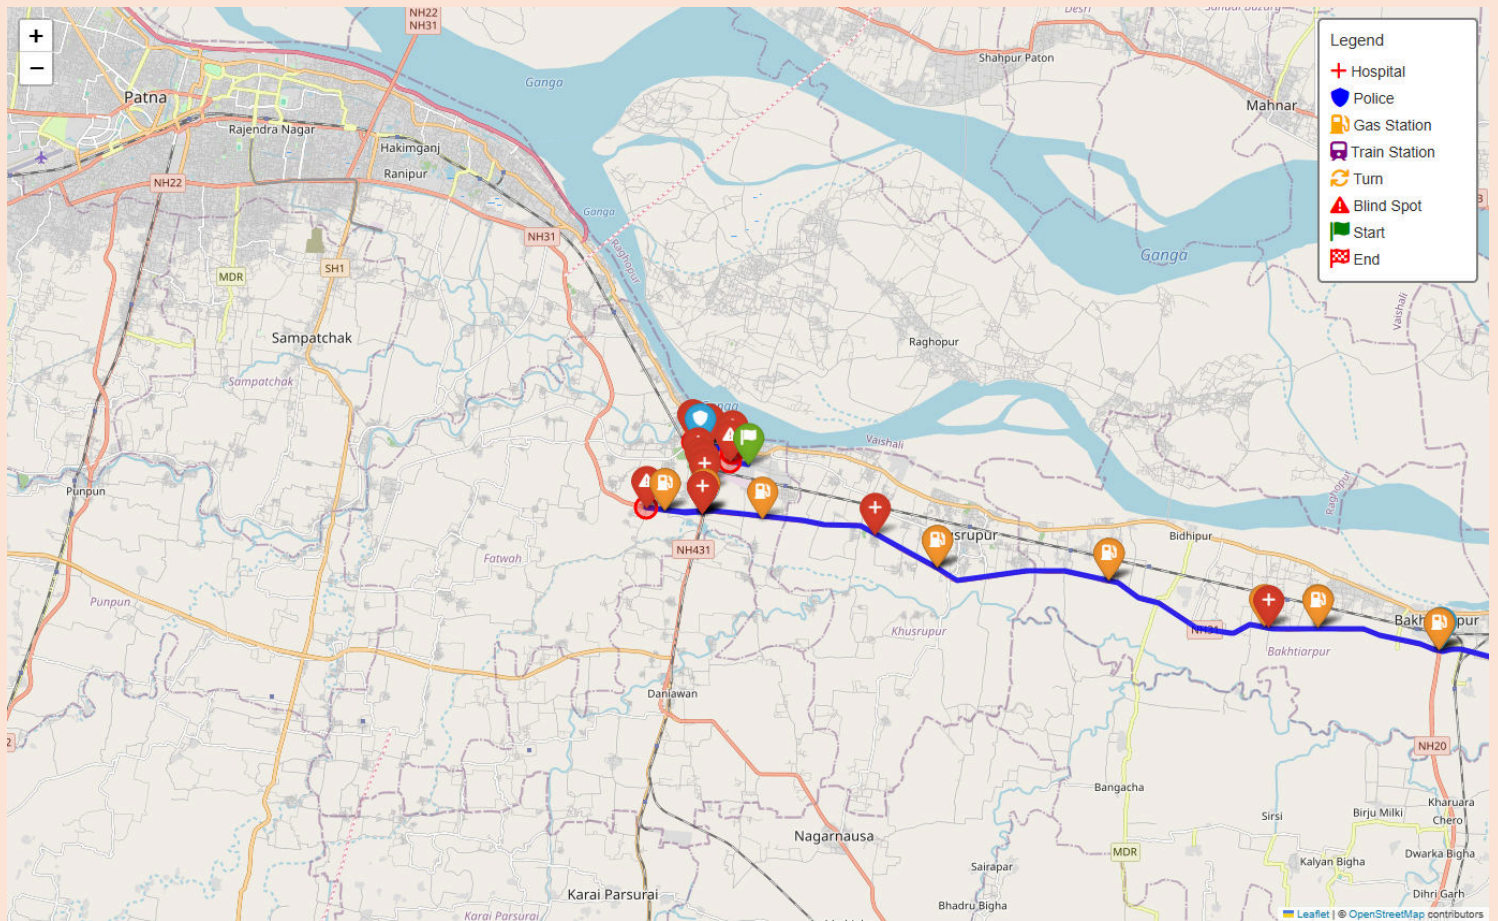 +
−
NH22
NH31
Desri
Legend
Hospital
Police
Gas Station
Train Station
Turn
Blind Spot
Start
End
Shahpur Paton
Mahnar
Ganga
Patna
Rajendra Nagar
Hakimganj
Ranipur
NH22
Ganga
NH31
Raghopur
Ganga
SH1
MDR
Vaishali
Sampatchak
Raghopur
Sampatchak
Ganga
Vaishali
Punpun
Raghopur
NH431
Fatwah
Bidhipur
Punpun
Khusrupur
NH31
Bakhtiarpur
Daniawan
NH20
Bangacha
Kharuara
Chero
Birju Milki
Sirsi
Nagarnausa
MDR
Kalyan Bigha
Dwarka Bigha
Sairapar
Karai Parsurai
Dihri Garh
Bhadru Bigha
Karai Parsurai
Leaflet | © OpenStreetMap contributors